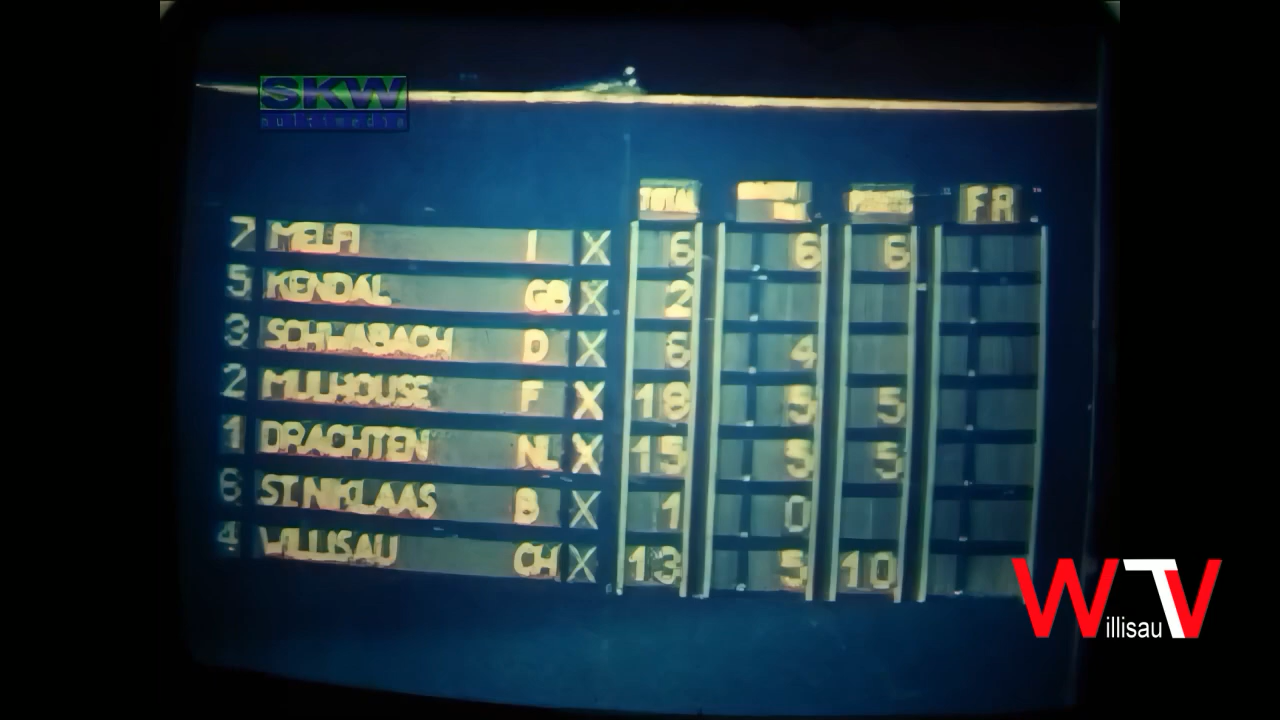 SKW
multimedia
TOTAL FR
7 MELFI I X 6 6 6
5 KENDAL GB X 2
3 SCHWABACH D X 6 4
2 MULHOUSE F X 18 5 5
1 DRACHTEN NL X 15 5 5
6 ST.NIKLAAS B X 1 0
4 WILLISAU CH X 13 5 10
Willisau TV